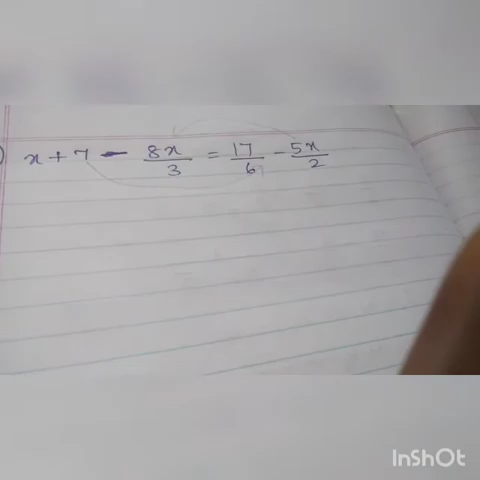 ) x + 7 - 8x/3 = 17/6 - 5x/2
InShOt